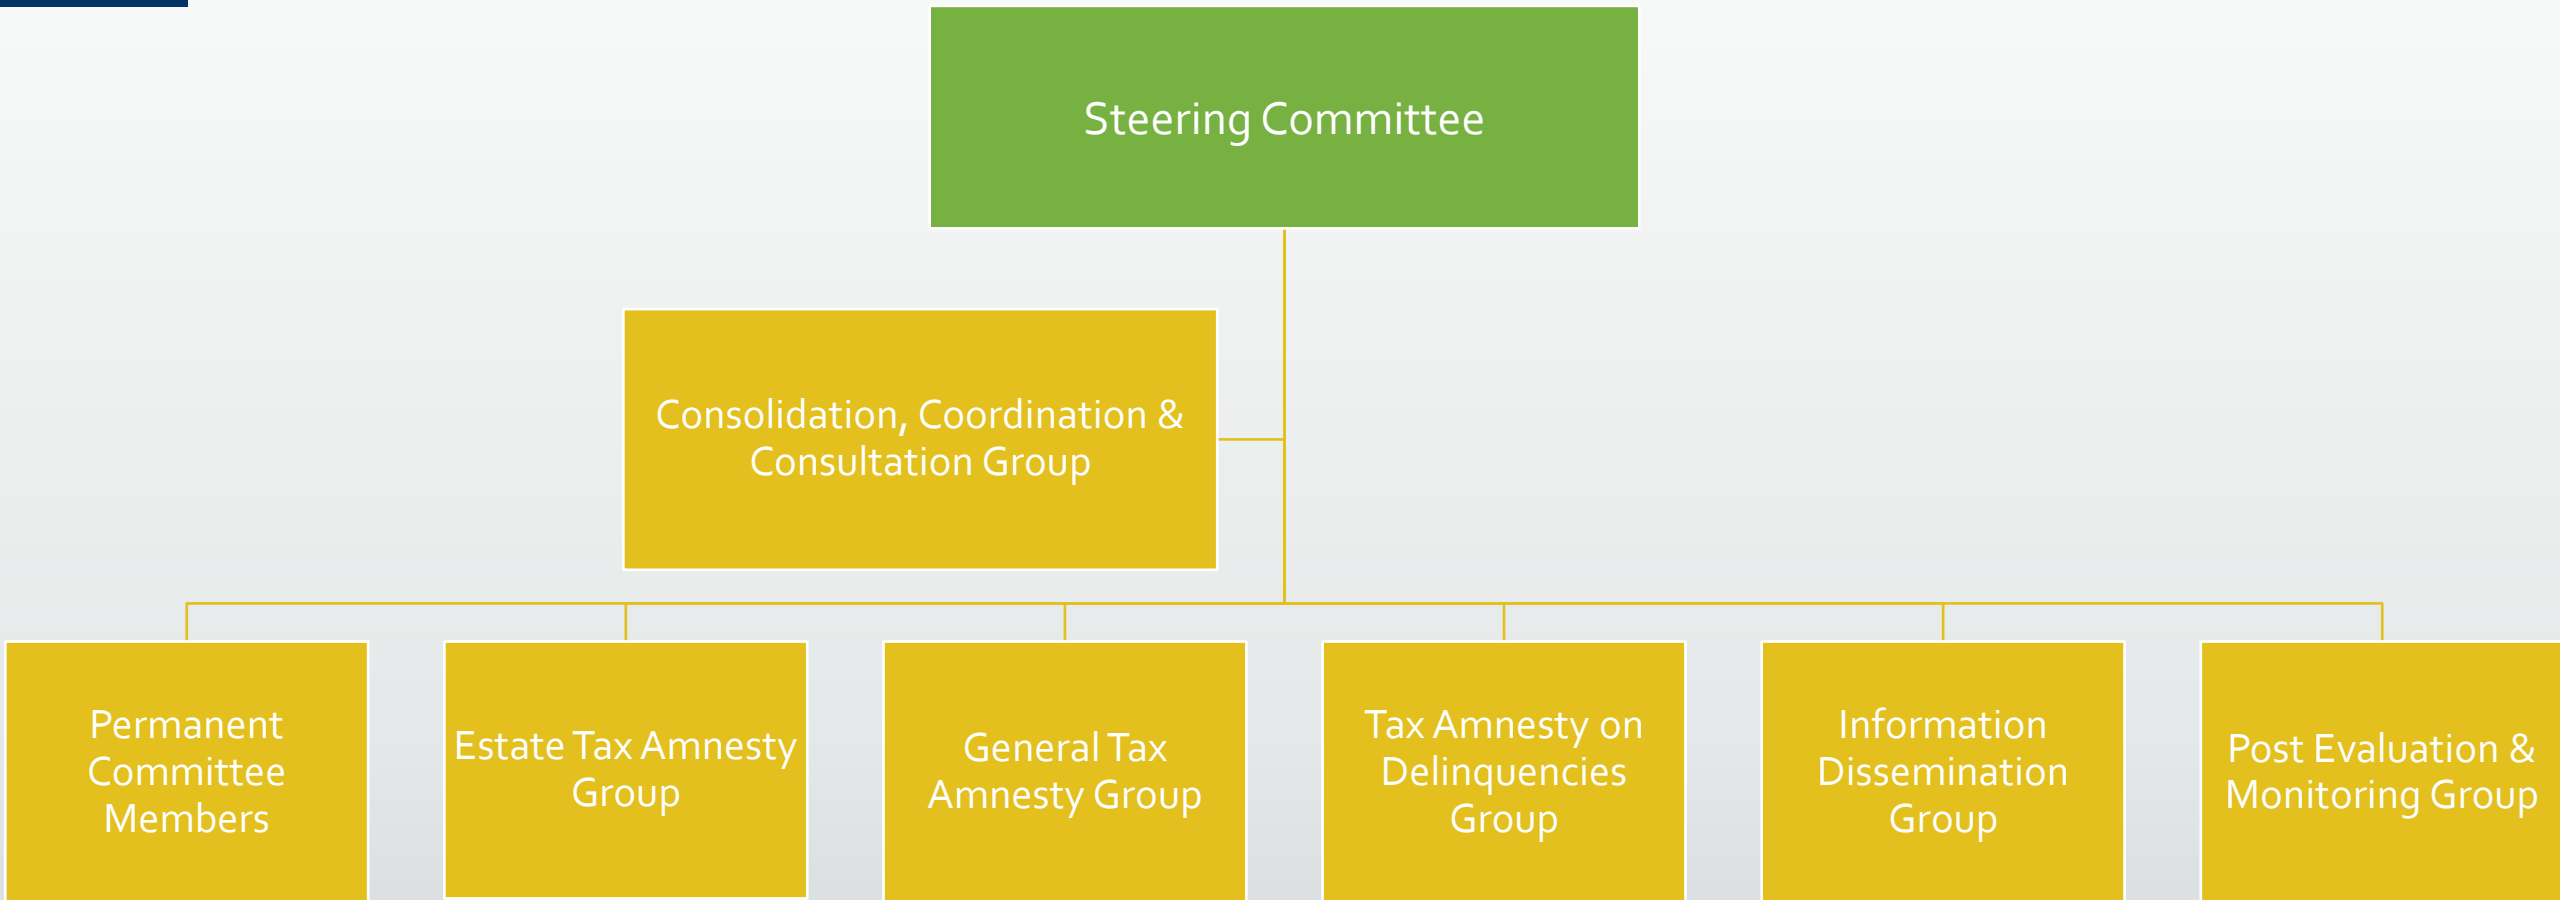 Steering Committee
Consolidation, Coordination &
Consultation Group
Permanent
Committee
Members
Estate Tax Amnesty
Group
General Tax
Amnesty Group
Tax Amnesty on
Delinquencies
Group
Information
Dissemination
Group
Post Evaluation &
Monitoring Group